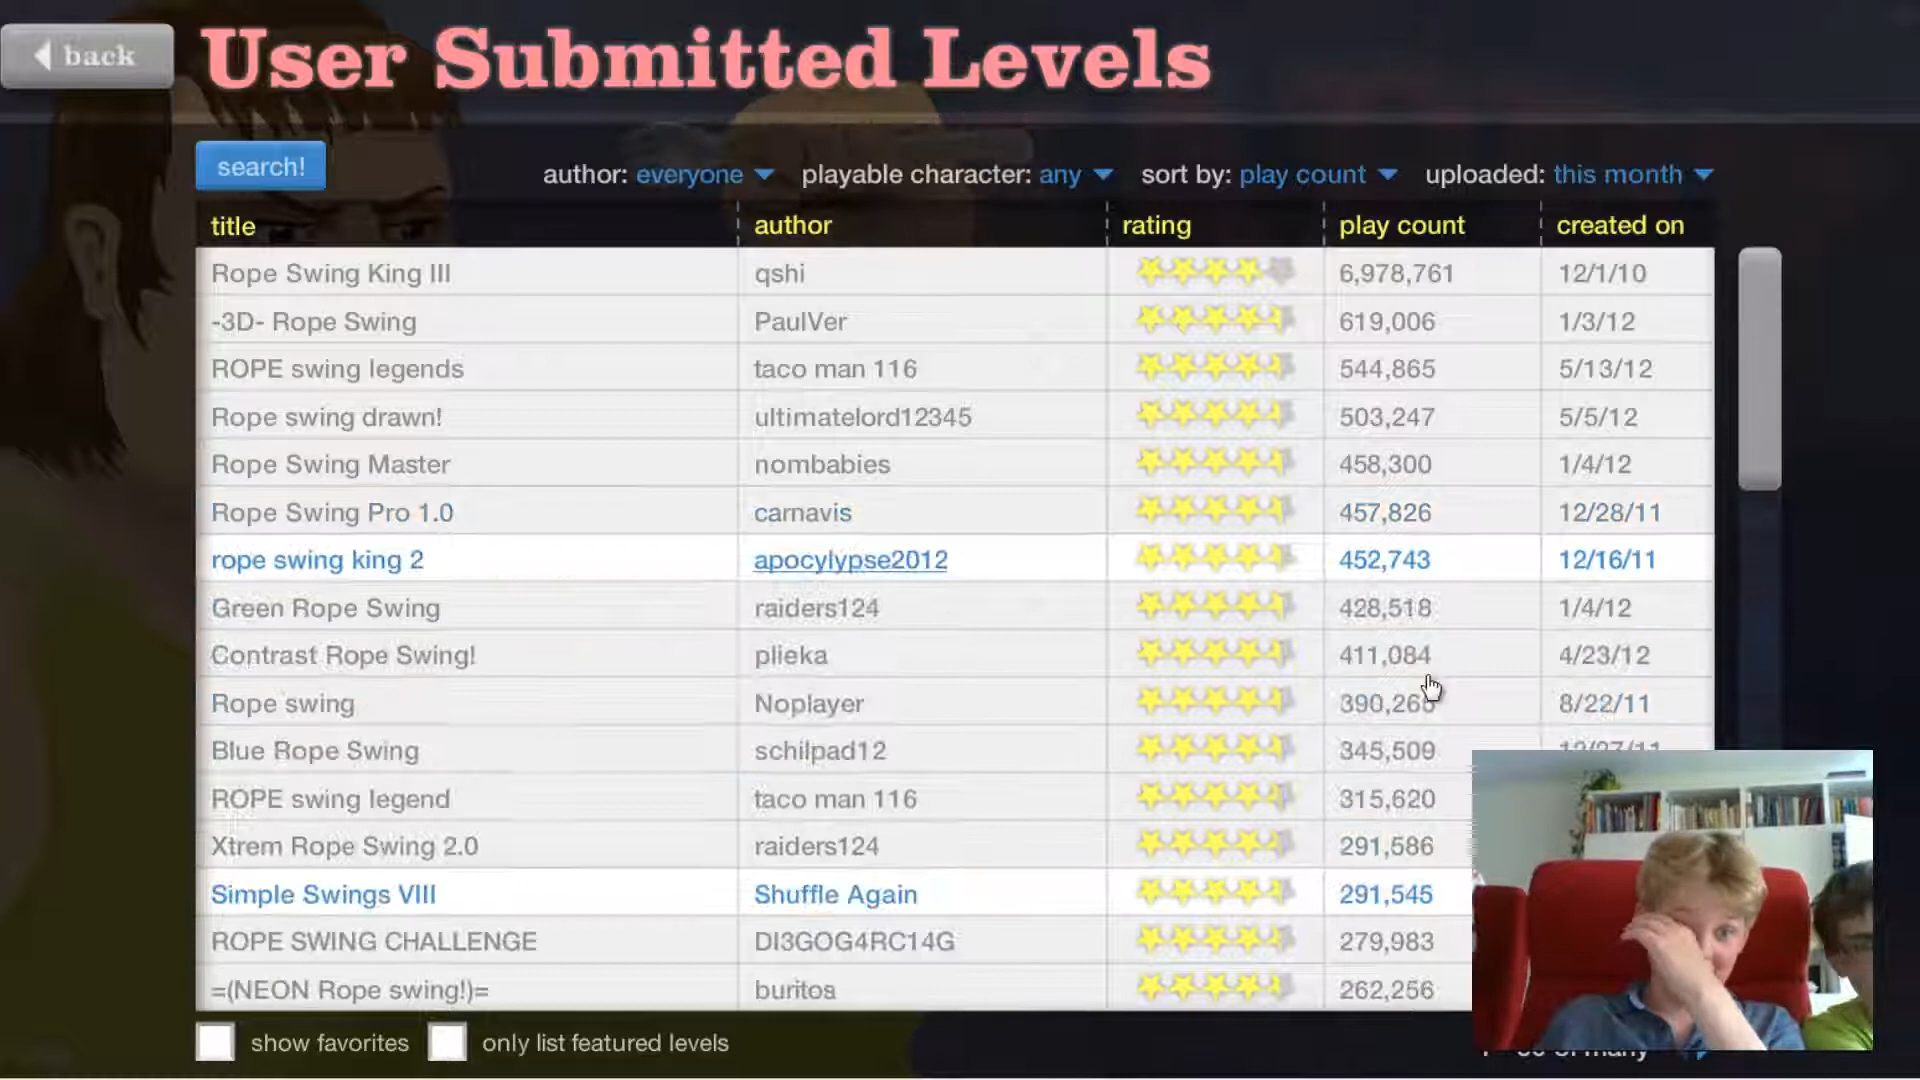 back
User Submitted Levels
search!
author: everyone playable character: any sort by: play count uploaded: this month
title author rating play count created on
Rope Swing King III qshi 6,978,761 12/1/10
-3D- Rope Swing PaulVer 619,006 1/3/12
ROPE swing legends taco man 116 544,865 5/13/12
Rope swing drawn! ultimatelord12345 503,247 5/5/12
Rope Swing Master nombabies 458,300 1/4/12
Rope Swing Pro 1.0 carnavis 457,826 12/28/11
rope swing king 2 apocylypse2012 452,743 12/16/11
Green Rope Swing raiders124 428,518 1/4/12
Contrast Rope Swing! plieka 411,084 4/23/12
Rope swing Noplayer 8/22/11
Blue Rope Swing schilpad12 345,509
ROPE swing legend taco man 116 315,620
Xtrem Rope Swing 2.0 raiders124 291,586
Simple Swings VIII Shuffle Again 291,545
ROPE SWING CHALLENGE DI3GOG4RC14G 279,983
=(NEON Rope swing!)= buritos 262,256
show favorites only list featured levels